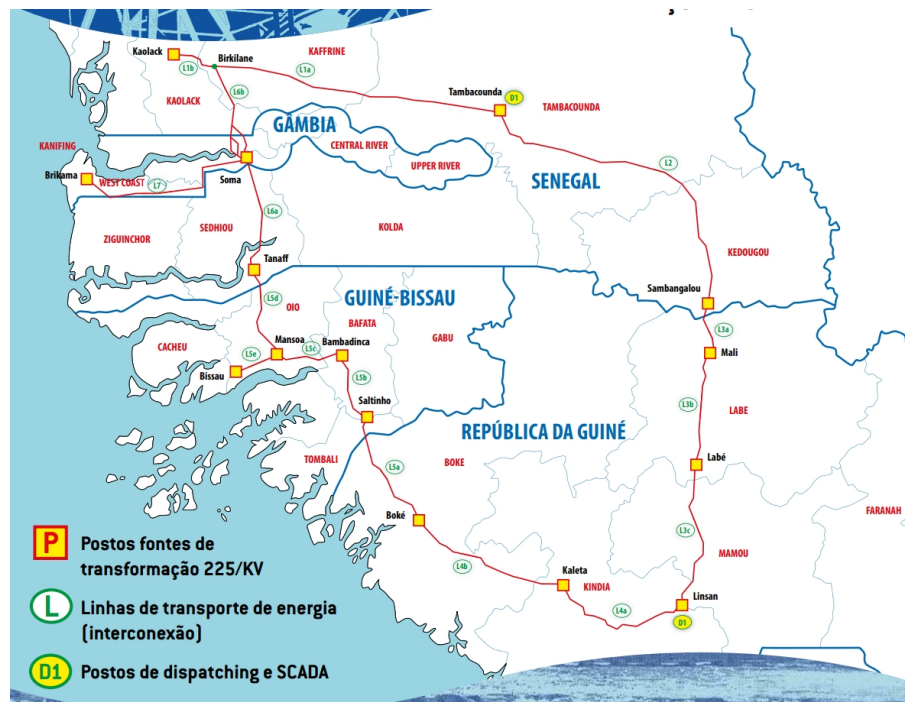 KAFFRINE
Kaolack
Birkilane
L1b
L1a
L6b
KAOLACK
Tambacounda
D1
TAMBACOUNDA
GÂMBIA
KANIFING
CENTRAL RIVER
UPPER RIVER
L2
Brikama
WEST COAST
L7
Soma
SENEGAL
L6a
SEDHIOU
KOLDA
ZIGUINCHOR
KEDOUGOU
Tanaff
Sambangalou
L5d
OIO
GUINÉ-BISSAU
BAFATA
GABU
L3a
CACHEU
L5e
Mansoa
L5c
Bambadinca
Mali
Bissau
L5b
Saltinho
L3b
LABE
REPÚBLICA DA GUINÉ
TOMBALI
L5a
BOKE
Labé
FARANAH
Boké
L3c
P
Postos fontes de
transformação 225/KV
MAMOU
L4b
Kaleta
KINDIA
L4a
Linsan
D1
L
Linhas de transporte de energia
(interconexão)
D1
Postos de dispatching e SCADA